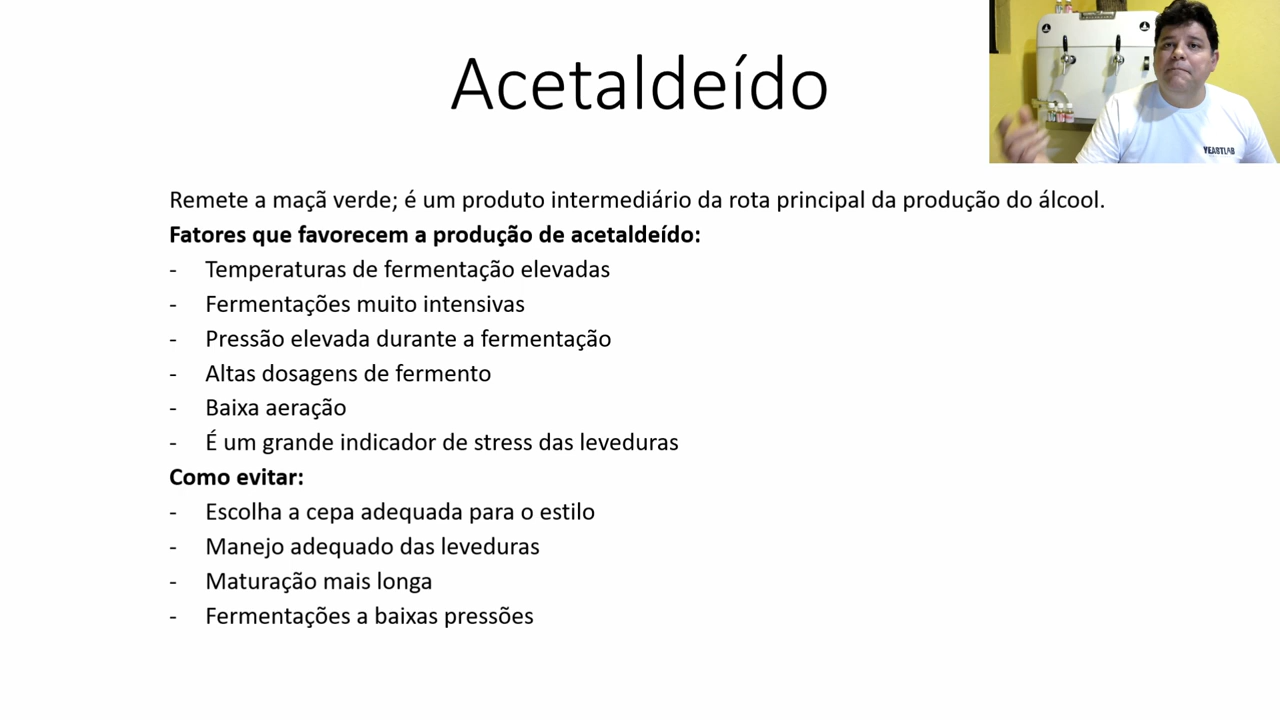 Acetaldeído
Remete a maçã verde; é um produto intermediário da rota principal da produção do álcool.
Fatores que favorecem a produção de acetaldeído:
- Temperaturas de fermentação elevadas
- Fermentações muito intensivas
- Pressão elevada durante a fermentação
- Altas dosagens de fermento
- Baixa aeração
- É um grande indicador de stress das leveduras
Como evitar:
- Escolha a cepa adequada para o estilo
- Manejo adequado das leveduras
- Maturação mais longa
- Fermentações a baixas pressões
YEASTLAB